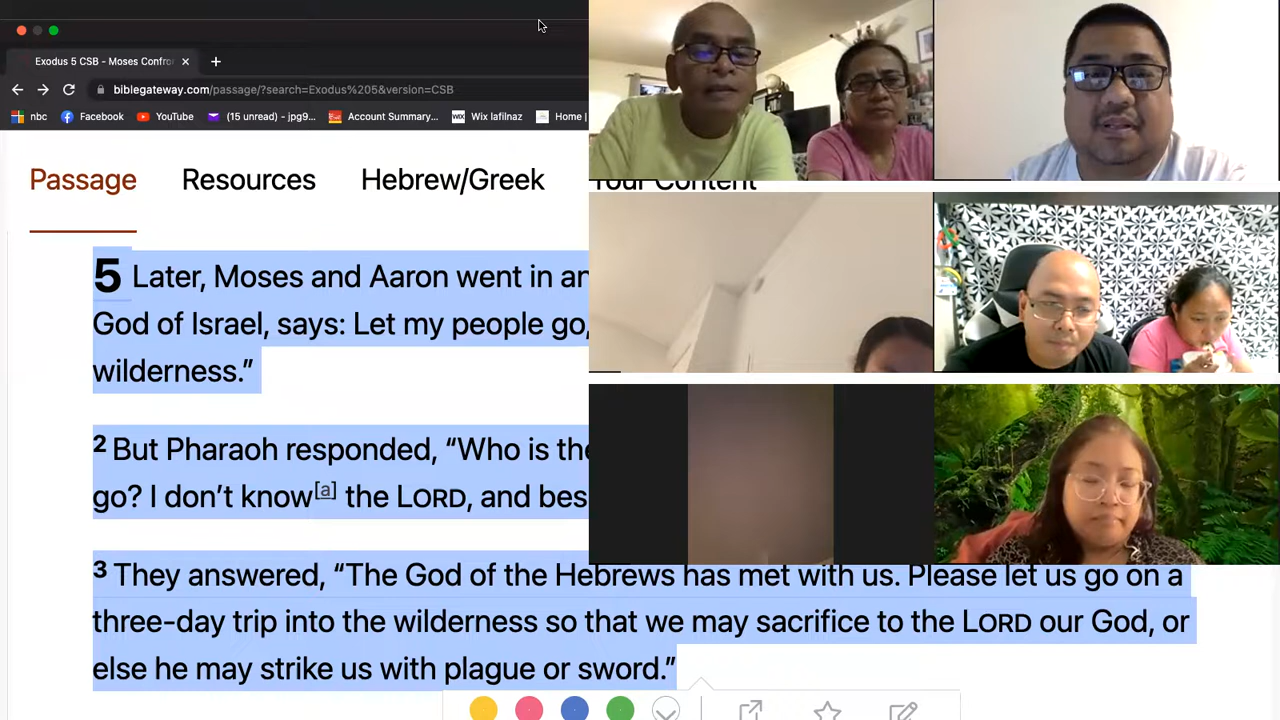 Exodus 5 CSB - Moses Confron
biblegateway.com/passage/?search=Exodus%205&version=CSB
nbc Facebook YouTube (15 unread) - jpg9... Account Summary... Wix Iafilnaz Home |
Passage Resources Hebrew/Greek Your Content
5 Later, Moses and Aaron went in an
God of Israel, says: Let my people go,
wilderness.”
2 But Pharaoh responded, “Who is the
go? I don’t know[a] the LORD, and bes
3 They answered, “The God of the Hebrews has met with us. Please let us go on a
three-day trip into the wilderness so that we may sacrifice to the LORD our God, or
else he may strike us with plague or sword.”